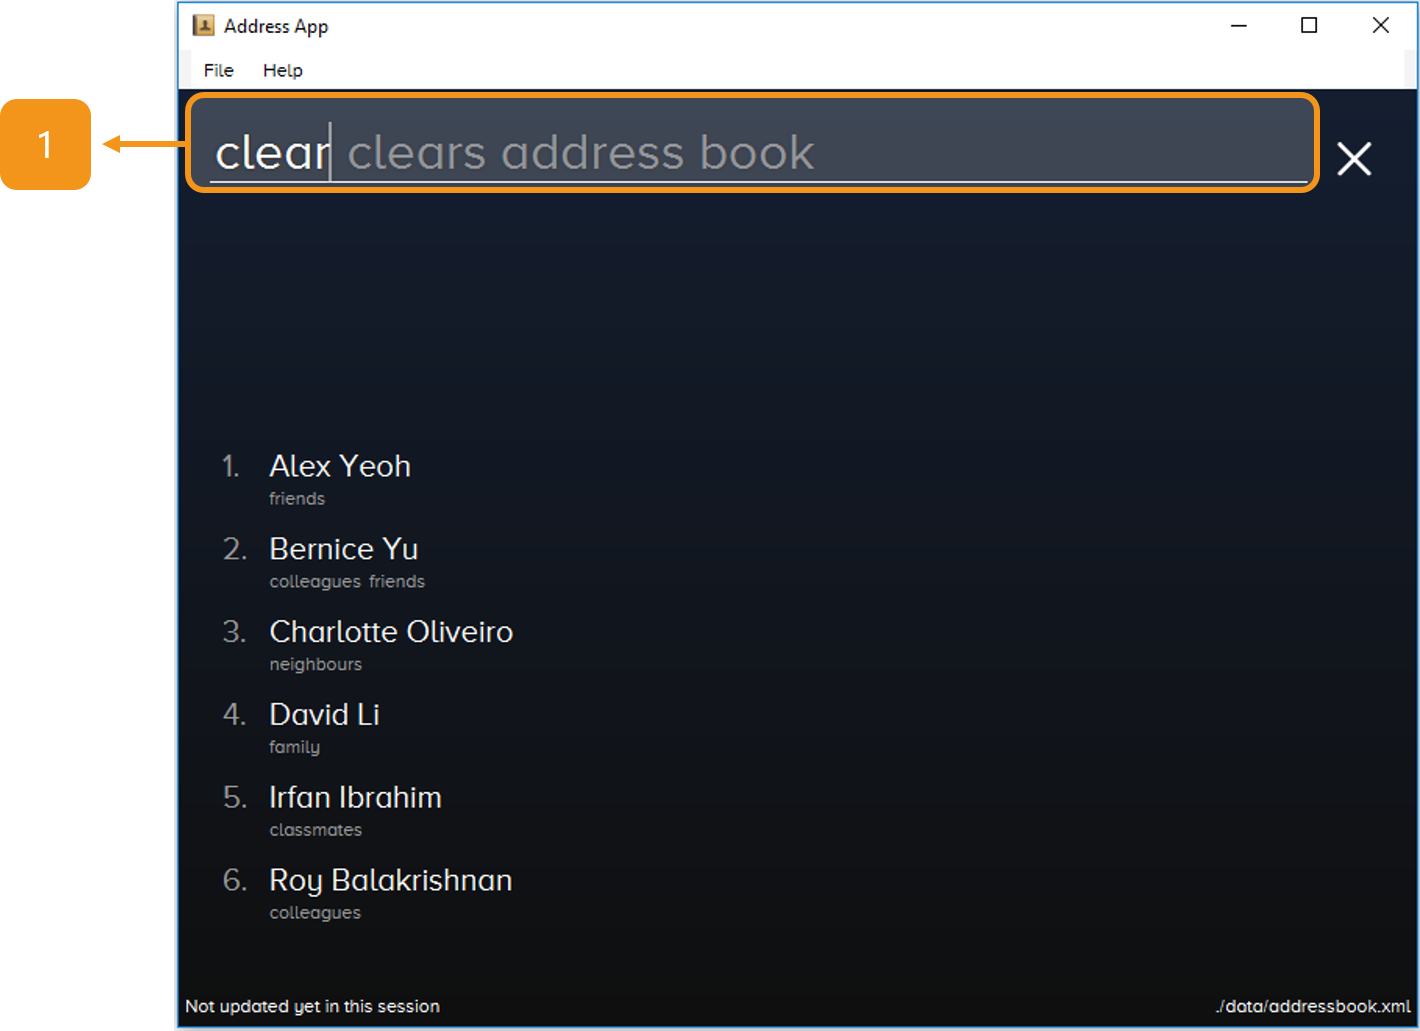 Address App
File Help
1
clear clears address book
1. Alex Yeoh
friends
2. Bernice Yu
colleagues friends
3. Charlotte Oliveiro
neighbours
4. David Li
family
5. Irfan Ibrahim
classmates
6. Roy Balakrishnan
colleagues
Not updated yet in this session ./data/addressbook.xml